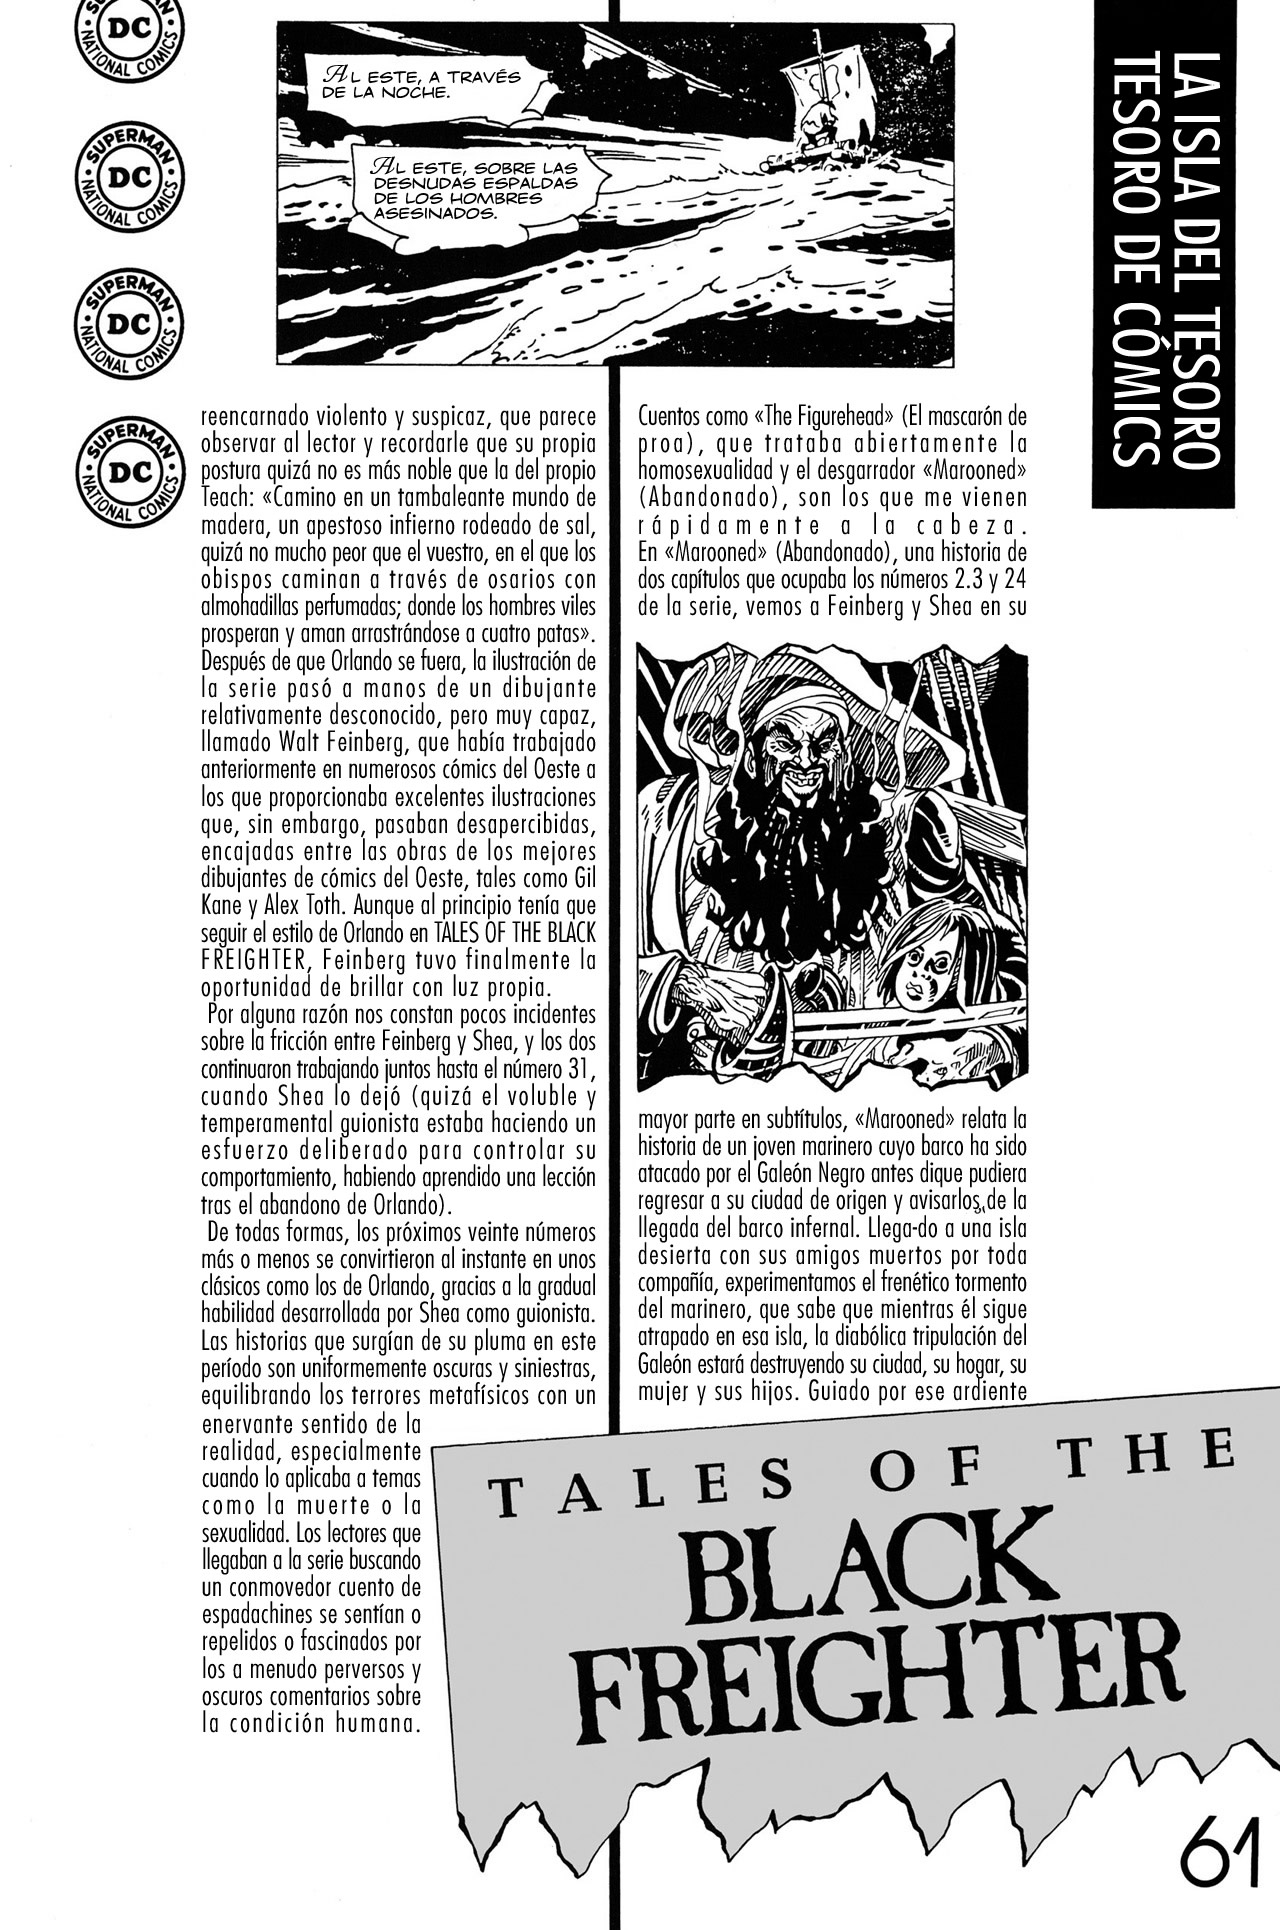 SUPERMAN
DC
NATIONAL COMICS
SUPERMAN
DC
NATIONAL COMICS
SUPERMAN
DC
NATIONAL COMICS
SUPERMAN
DC
NATIONAL COMICS
AL ESTE, A TRAVÉS
DE LA NOCHE.
AL ESTE, SOBRE LAS
DESNUDAS ESPALDAS
DE LOS HOMBRES
ASESINADOS.
LA ISLA DEL TESORO
TESORO DE CÓMICS
reencarnado violento y suspicaz, que parece
observar al lector y recordarle que su propia
postura quizá no es más noble que la del propio
Teach: «Camino en un tambaleante mundo de
madera, un apestoso infierno rodeado de sal,
quizá no mucho peor que el vuestro, en el que los
obispos caminan a través de osarios con
almohadillas perfumadas; donde los hombres viles
prosperan y aman arrastrándose a cuatro patas».
Después de que Orlando se fuera, la ilustración de
la serie pasó a manos de un dibujante
relativamente desconocido, pero muy capaz,
llamado Walt Feinberg, que había trabajado
anteriormente en numerosos cómics del Oeste a
los que proporcionaba excelentes ilustraciones
que, sin embargo, pasaban desapercibidas,
encajadas entre las obras de los mejores
dibujantes de cómics del Oeste, tales como Gil
Kane y Alex Toth. Aunque al principio tenía que
seguir el estilo de Orlando en TALES OF THE BLACK
FREIGHTER, Feinberg tuvo finalmente la
oportunidad de brillar con luz propia.
Por alguna razón nos constan pocos incidentes
sobre la fricción entre Feinberg y Shea, y los dos
continuaron trabajando juntos hasta el número 31,
cuando Shea lo dejó (quizá el voluble y
temperamental guionista estaba haciendo un
esfuerzo deliberado para controlar su
comportamiento, habiendo aprendido una lección
tras el abandono de Orlando).
De todas formas, los próximos veinte números
más o menos se convirtieron al instante en unos
clásicos como los de Orlando, gracias a la gradual
habilidad desarrollada por Shea como guionista.
Las historias que surgían de su pluma en este
período son uniformemente oscuras y siniestras,
equilibrando los terrores metafísicos con un
enervante sentido de la
realidad, especialmente
cuando lo aplicaba a temas
como la muerte o la
sexualidad. Los lectores que
llegaban a la serie buscando
un conmovedor cuento de
espadachines se sentían o
repelidos o fascinados por
los a menudo perversos y
oscuros comentarios sobre
la condición humana.
Cuentos como «The Figurehead» (El mascarón de
proa), que trataba abiertamente la
homosexualidad y el desgarrador «Marooned»
(Abandonado), son los que me vienen
rápidamente a la cabeza.
En «Marooned» (Abandonado), una historia de
dos capítulos que ocupaba los números 2.3 y 24
de la serie, vemos a Feinberg y Shea en su
mayor parte en subtítulos, «Marooned» relata la
historia de un joven marinero cuyo barco ha sido
atacado por el Galeón Negro antes dique pudiera
regresar a su ciudad de origen y avisarlos de la
llegada del barco infernal. Llega-do a una isla
desierta con sus amigos muertos por toda
compañía, experimentamos el frenético tormento
del marinero, que sabe que mientras él sigue
atrapado en esa isla, la diabólica tripulación del
Galeón estará destruyendo su ciudad, su hogar, su
mujer y sus hijos. Guiado por ese ardiente
TALES OF THE
BLACK
FREIGHTER
61